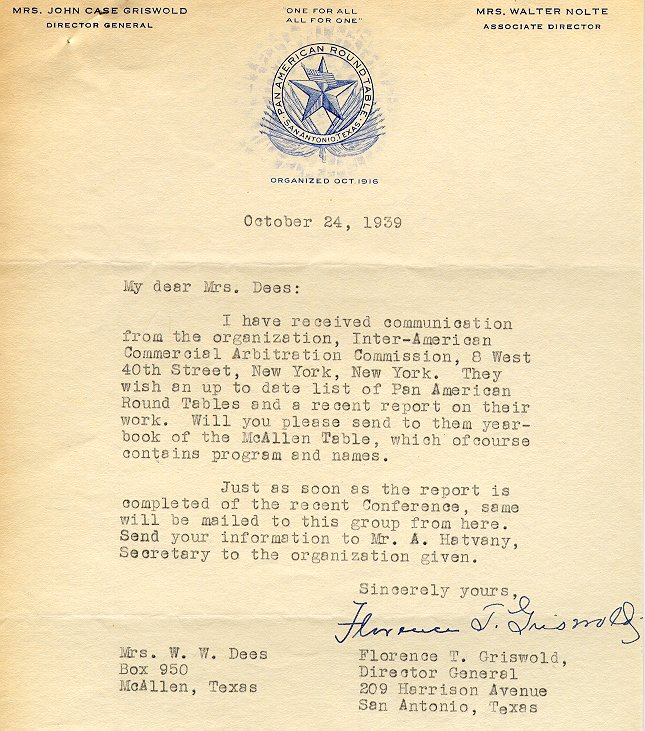 MRS. JOHN CASE GRISWOLD
DIRECTOR GENERAL
"ONE FOR ALL
ALL FOR ONE"
MRS. WALTER NOLTE
ASSOCIATE DIRECTOR
PAN AMERICAN ROUND TABLE
SAN ANTONIO, TEXAS
ORGANIZED OCT. 1916
October 24, 1939
My dear Mrs. Dees:
I have received communication
from the organization, Inter-American
Commercial Arbitration Commission, 8 West
40th Street, New York, New York. They
wish an up to date list of Pan American
Round Tables and a recent report on their
work. Will you please send to them year-
book of the McAllen Table, which ofcourse
contains program and names.
Just as soon as the report is
completed of the recent Conference, same
will be mailed to this group from here.
Send your information to Mr. A. Hatvany,
Secretary to the organization given.
Sincerely yours,
Florence T. Griswold
Florence T. Griswold,
Director General
209 Harrison Avenue
San Antonio, Texas
Mrs. W. W. Dees
Box 950
McAllen, Texas